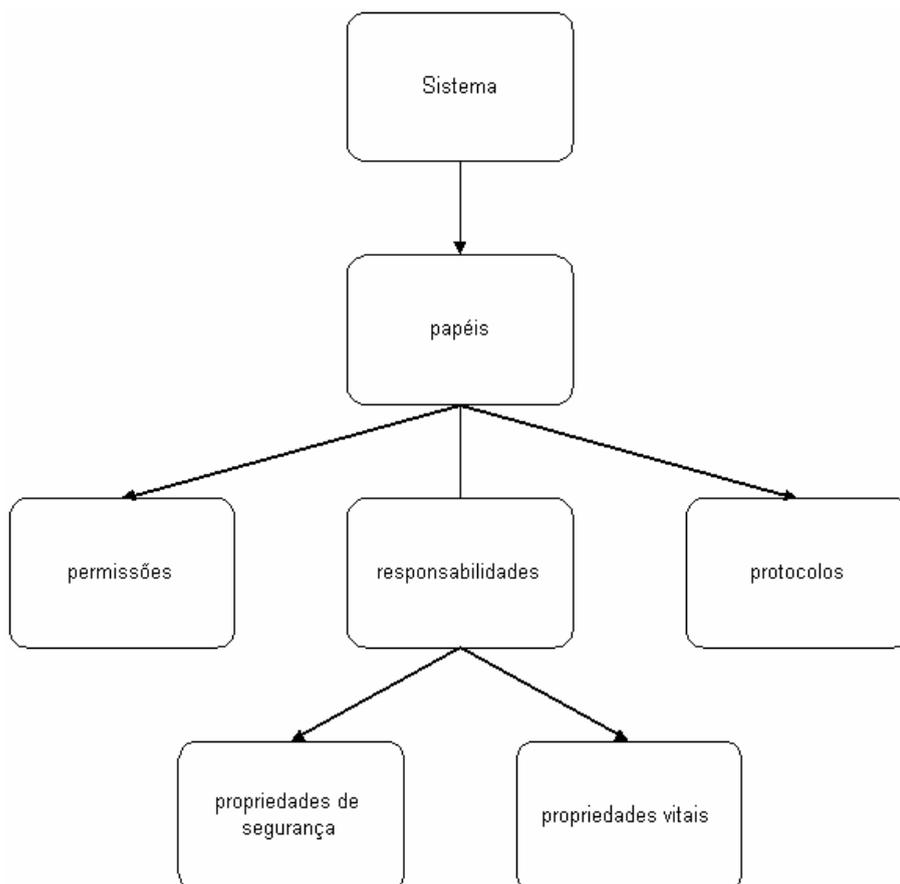 Sistema
papéis
permissões
responsabilidades
protocolos
propriedades de
segurança
propriedades vitais